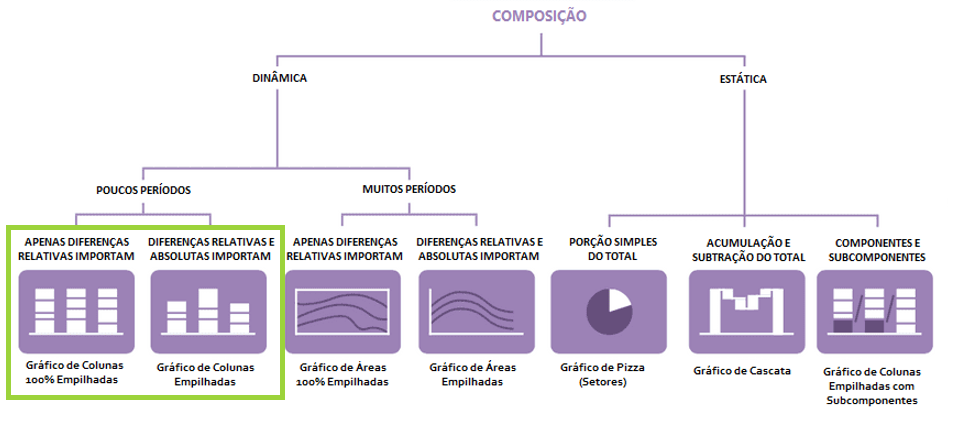 COMPOSIÇÃO
DINÂMICA
ESTÁTICA
POUCOS PERÍODOS
MUITOS PERÍODOS
APENAS DIFERENÇAS
RELATIVAS IMPORTAM
DIFERENÇAS RELATIVAS E
ABSOLUTAS IMPORTAM
APENAS DIFERENÇAS
RELATIVAS IMPORTAM
DIFERENÇAS RELATIVAS E
ABSOLUTAS IMPORTAM
PORÇÃO SIMPLES
DO TOTAL
ACUMULAÇÃO E
SUBTRAÇÃO DO TOTAL
COMPONENTES E
SUBCOMPONENTES
Gráfico de Colunas
100% Empilhadas
Gráfico de Colunas
Empilhadas
Gráfico de Áreas
100% Empilhadas
Gráfico de Áreas
Empilhadas
Gráfico de Pizza
(Setores)
Gráfico de Cascata
Gráfico de Colunas
Empilhadas com
Subcomponentes